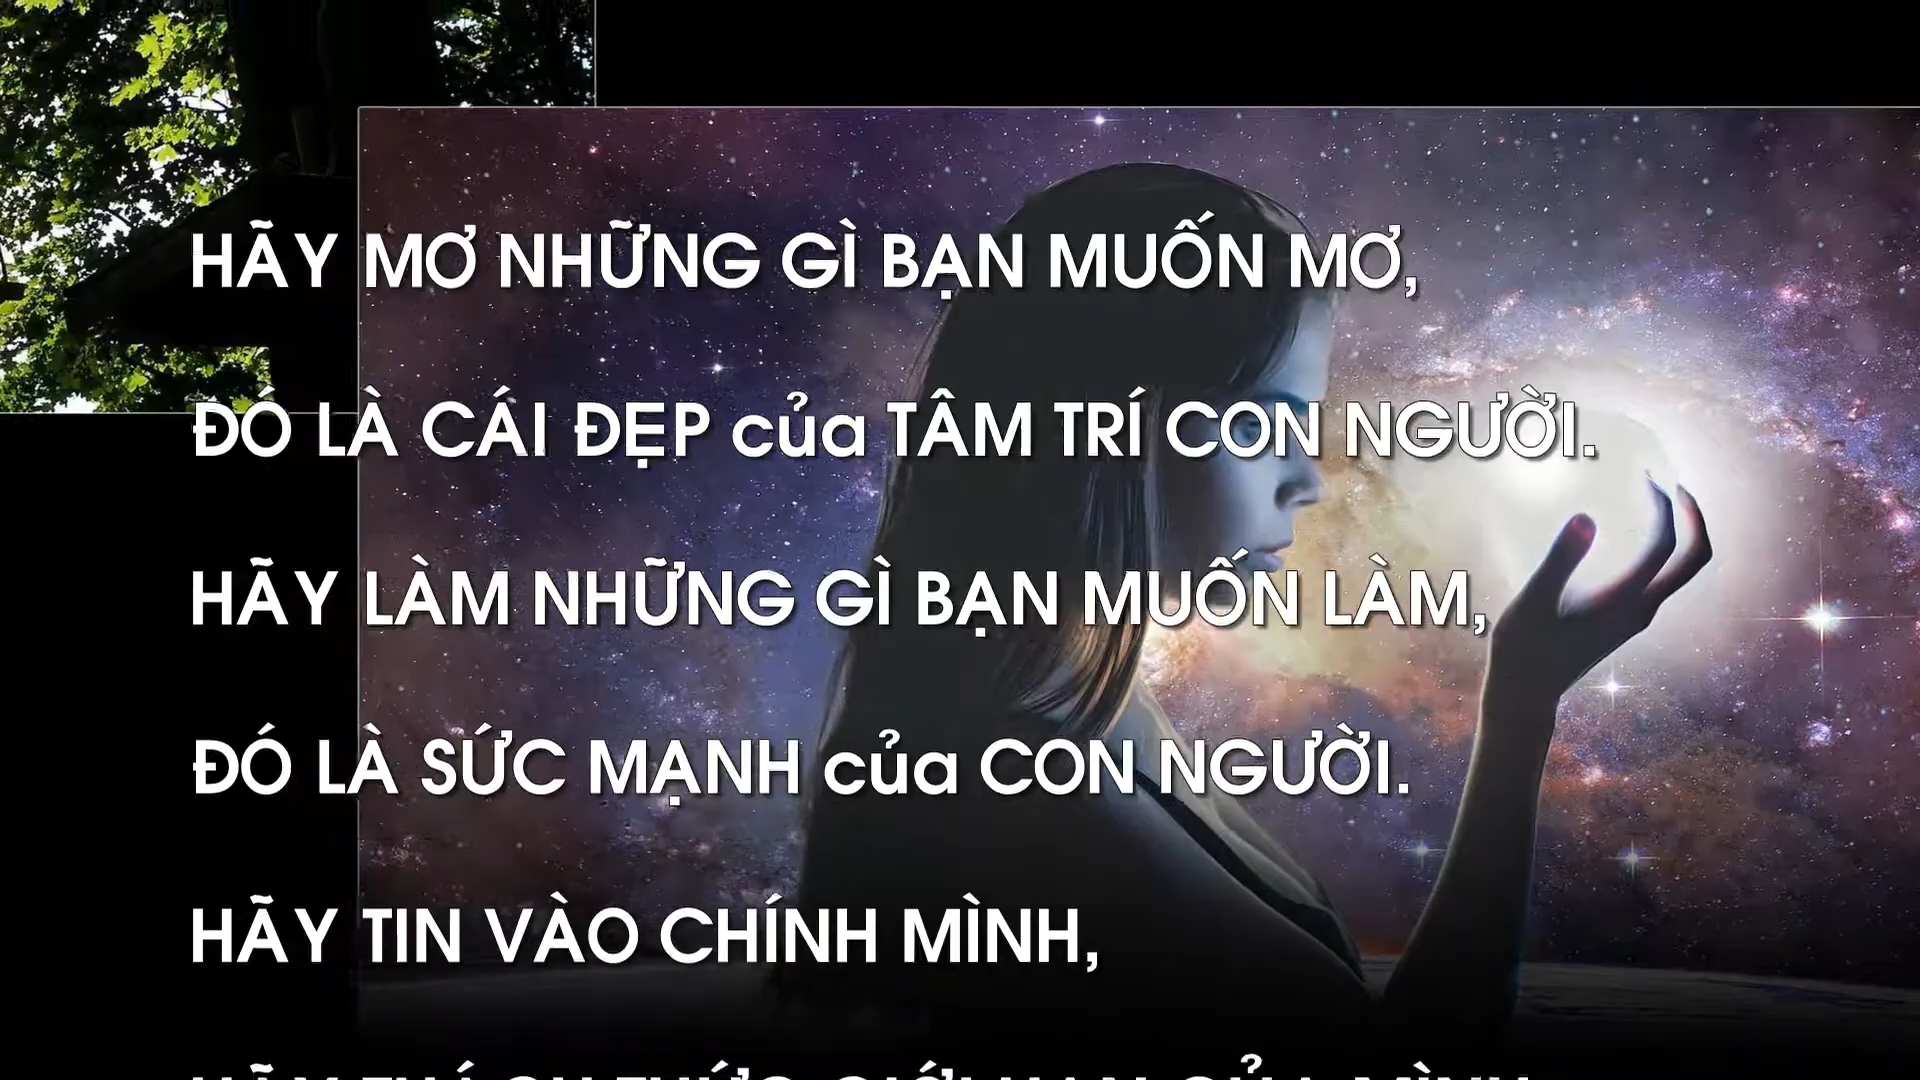 HÃY MƠ NHỮNG GÌ BẠN MUỐN MƠ,
ĐÓ LÀ CÁI ĐẸP của TÂM TRÍ CON NGƯỜI.
HÃY LÀM NHỮNG GÌ BẠN MUỐN LÀM,
ĐÓ LÀ SỨC MẠNH của CON NGƯỜI.
HÃY TIN VÀO CHÍNH MÌNH,